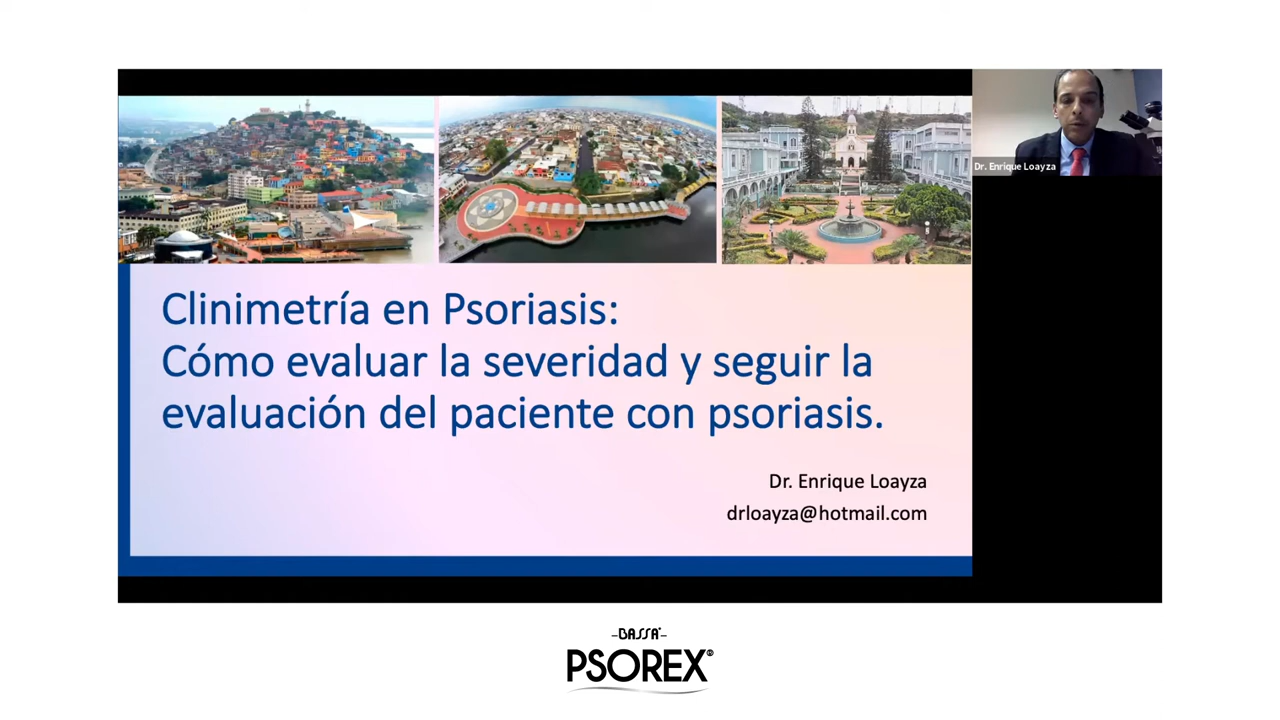 Dr. Enrique Loayza
Clinimetría en Psoriasis:
Cómo evaluar la severidad y seguir la
evaluación del paciente con psoriasis.
Dr. Enrique Loayza
drloayza@hotmail.com
BASSA
PSOREX®